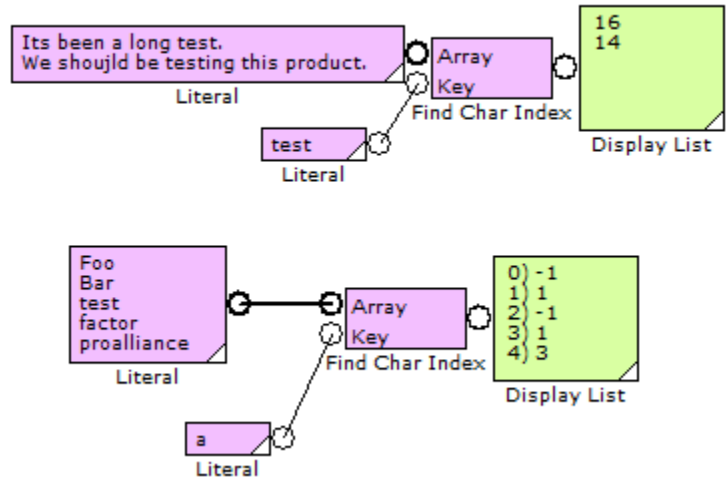 Its been a long test.
We shoujld be testing this product.
Literal
Array
Key
Find Char Index
16
14
Display List
test
Literal
Foo
Bar
test
factor
proalliance
Literal
Array
Key
Find Char Index
0) -1
1) 1
2) -1
3) 1
4) 3
Display List
a
Literal